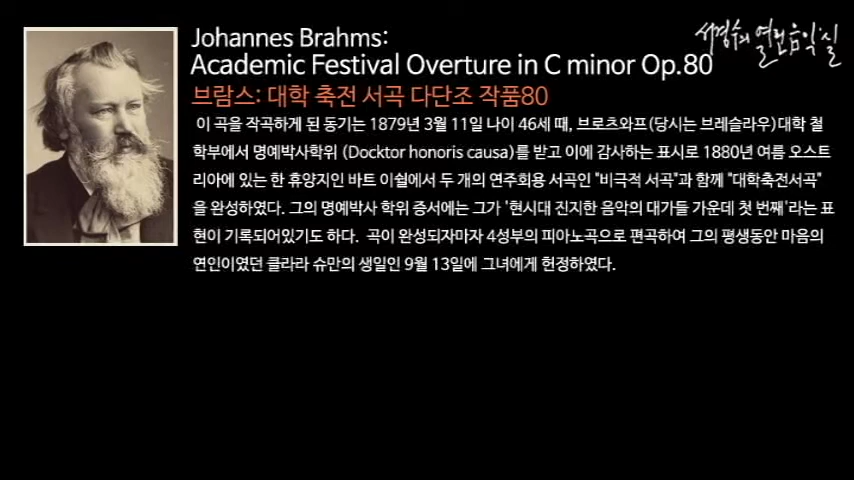 Johannes Brahms:
서경수의 열린음악실
Academic Festival Overture in C minor Op.80
브람스: 대학 축전 서곡 다단조 작품80
이 곡을 작곡하게 된 동기는 1879년 3월 11일 나이 46세 때, 브로츠와프(당시는 브레슬라우)대학 철
학부에서 명예박사학위 (Docktor honoris causa)를 받고 이에 감사하는 표시로 1880년 여름 오스트
리아에 있는 한 휴양지인 바트 이쉴에서 두 개의 연주회용 서곡인 "비극적 서곡"과 함께 "대학축전서곡"
을 완성하였다. 그의 명예박사 학위 증서에는 그가 '현시대 진지한 음악의 대가들 가운데 첫 번째'라는 표
현이 기록되어있기도 하다. 곡이 완성되자마자 4성부의 피아노곡으로 편곡하여 그의 평생동안 마음의
연인이였던 클라라 슈만의 생일인 9월 13일에 그녀에게 헌정하였다.